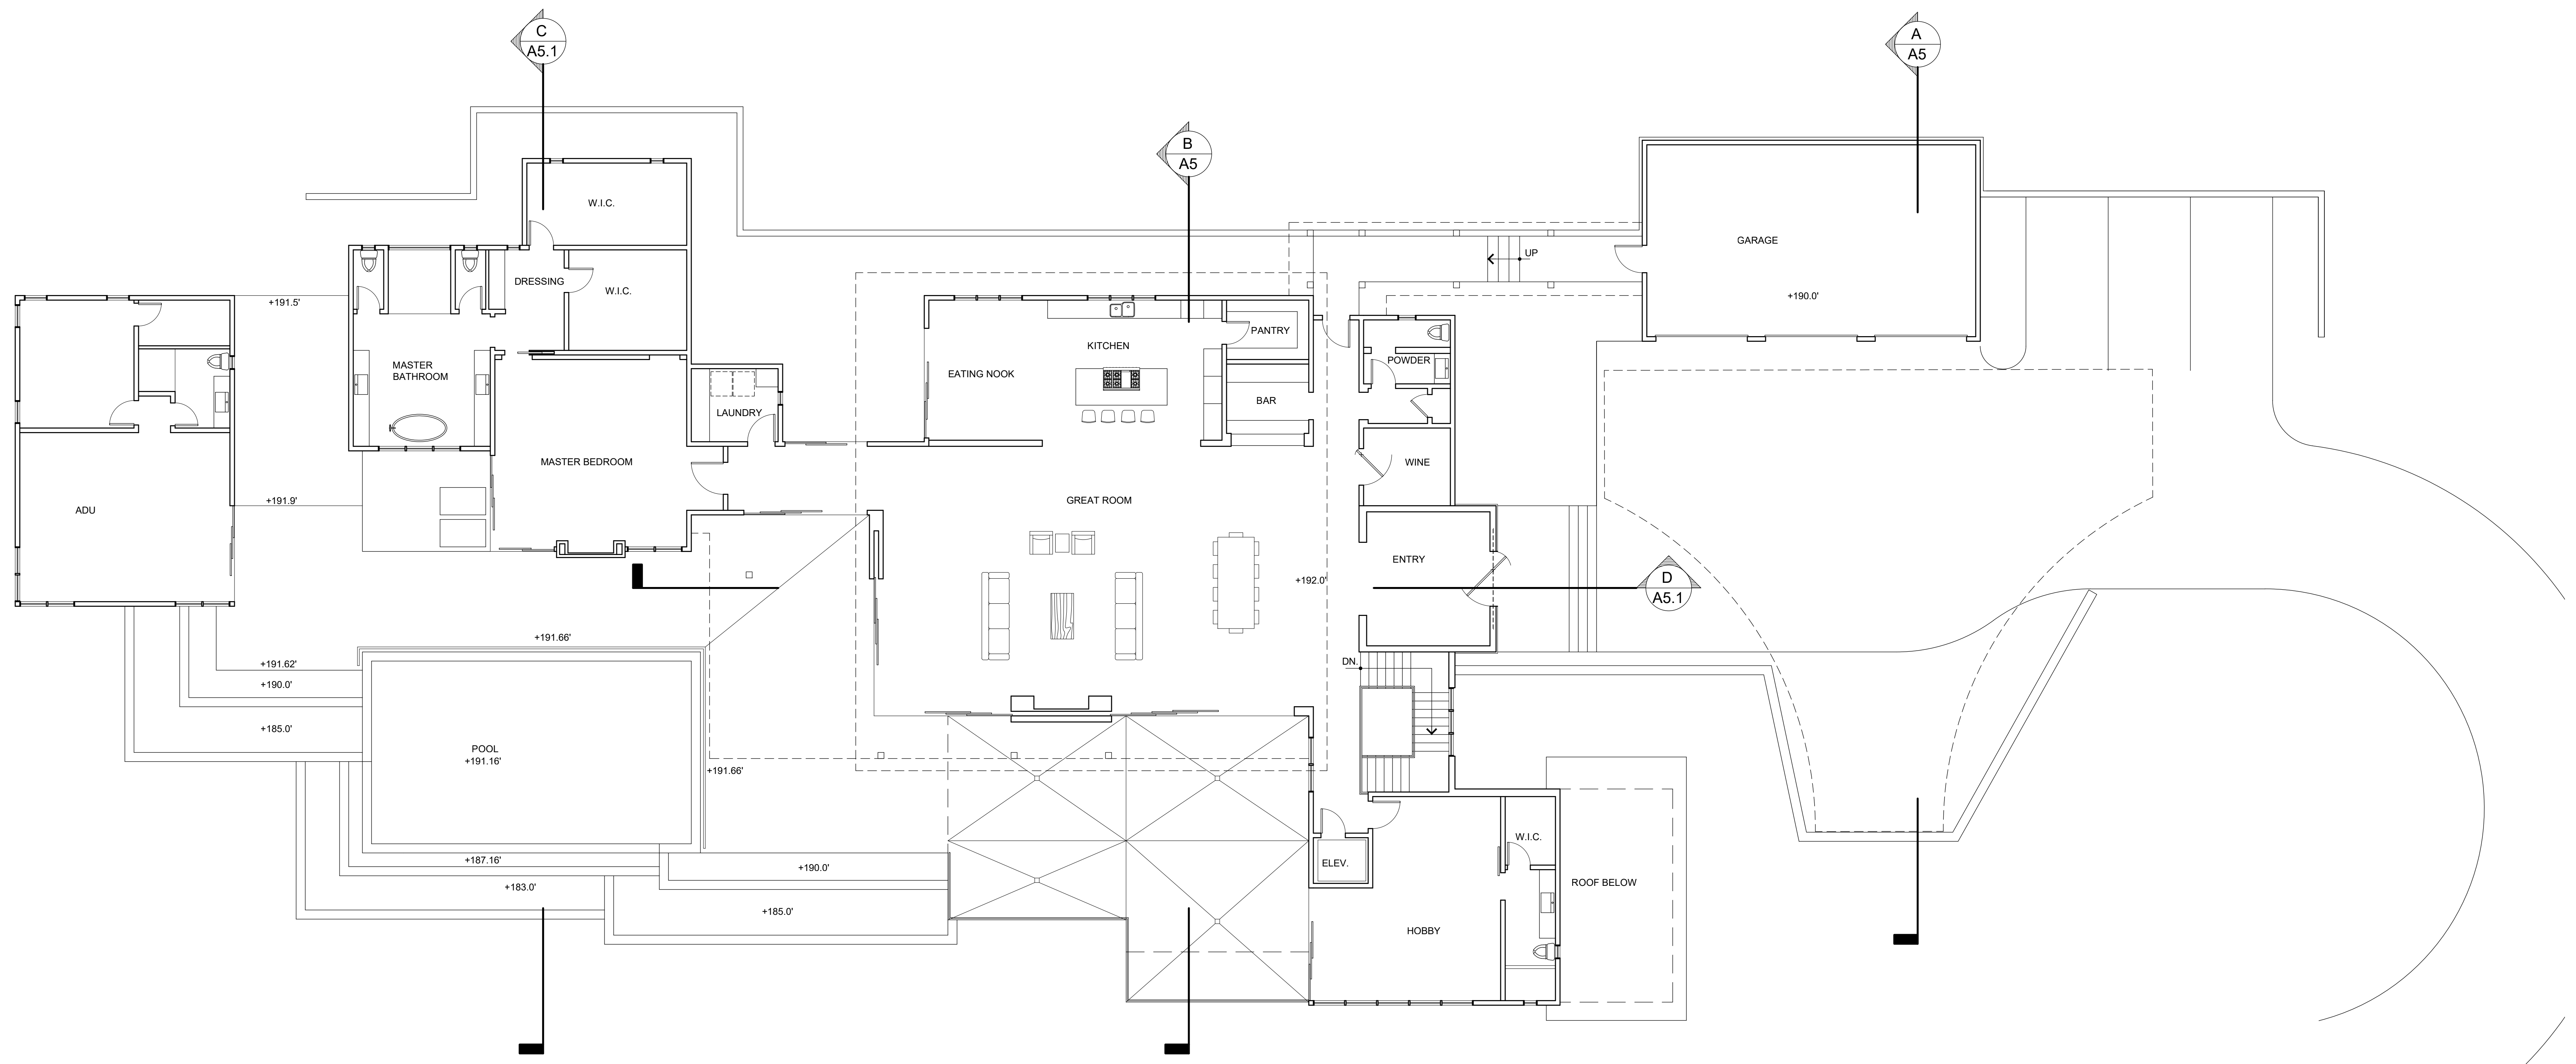 C
A5.1
A
A5
B
A5
W.I.C.
GARAGE
UP
DRESSING
W.I.C.
+191.5'
+190.0'
PANTRY
KITCHEN
POWDER
MASTER
BATHROOM
EATING NOOK
BAR
LAUNDRY
MASTER BEDROOM
WINE
+191.9'
GREAT ROOM
ADU
ENTRY
+192.0'
D
A5.1
+191.66'
+191.62'
DN.
+190.0'
+185.0'
POOL
+191.16'
+191.66'
W.I.C.
+187.16'
+190.0'
ELEV.
+183.0'
ROOF BELOW
+185.0'
HOBBY